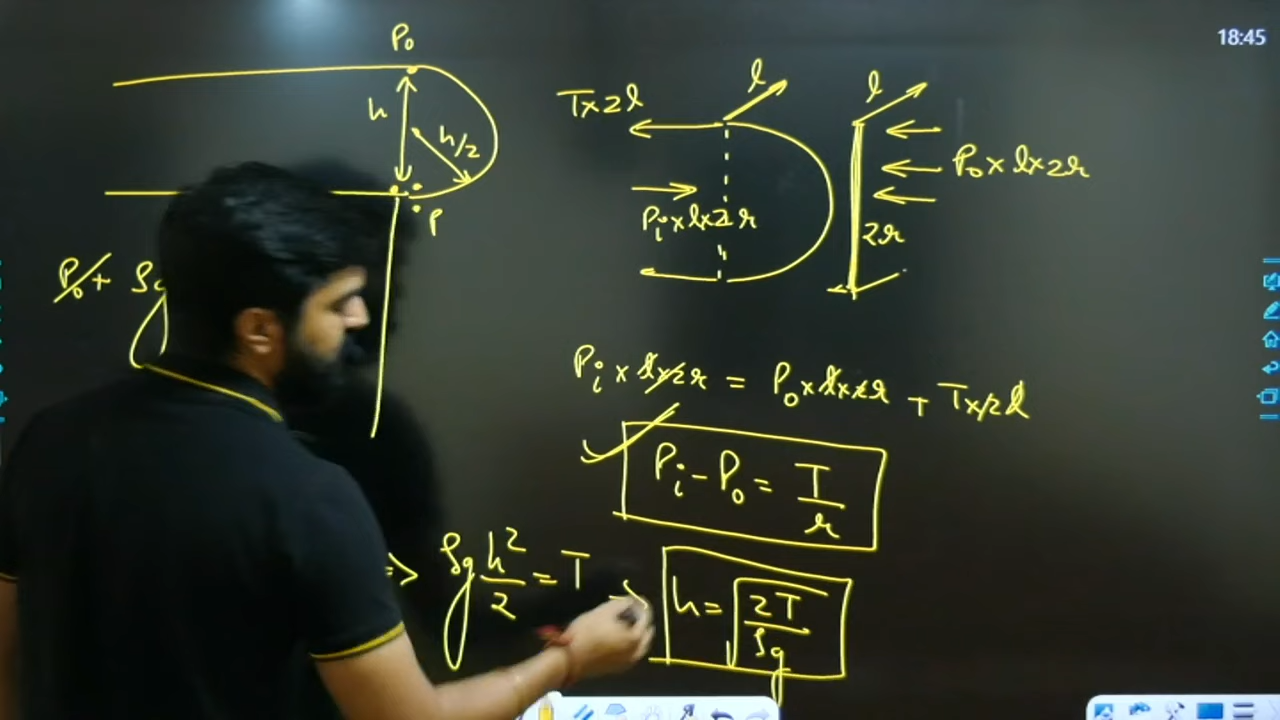 18:45
P₀
h
h/2
P
P₀ + ρg
T×2l
l
Pᵢ×l×2r
l
P₀×l×2r
2r
Pᵢ×l×2r = P₀×l×2r + T×2l
Pᵢ-P₀ = T/r
⇒ ρg h²/2 = T ⇒ h = √(2T/ρg)